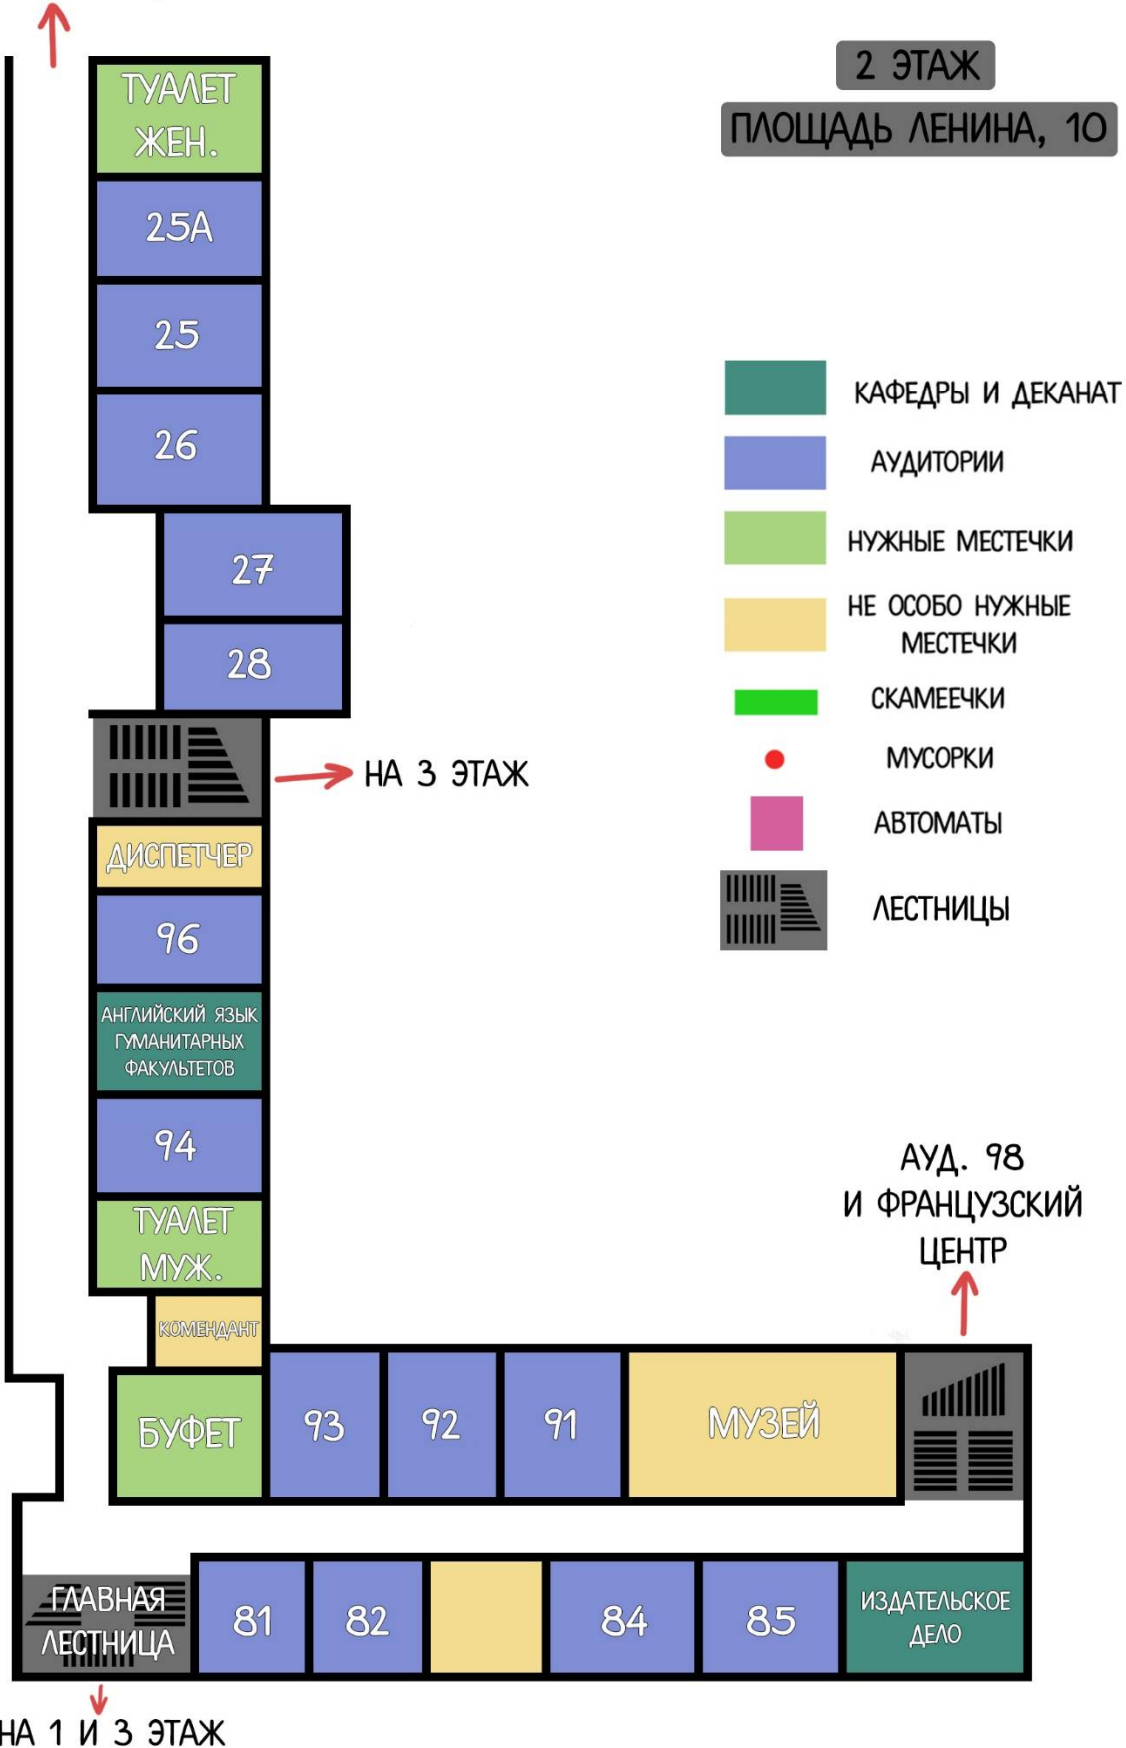 2 ЭТАЖ
ПЛОЩАДЬ ЛЕНИНА, 10
ТУАЛЕТ
ЖЕН.
25А
25
26
27
28
НА 3 ЭТАЖ
ДИСПЕТЧЕР
96
АНГЛИЙСКИЙ ЯЗЫК
ГУМАНИТАРНЫХ
ФАКУЛЬТЕТОВ
94
ТУАЛЕТ
МУЖ.
КОМЕНДАНТ
БУФЕТ
93
92
91
МУЗЕЙ
АУД. 98
И ФРАНЦУЗСКИЙ
ЦЕНТР
ГЛАВНАЯ
ЛЕСТНИЦА
81
82
84
85
ИЗДАТЕЛЬСКОЕ
ДЕЛО
НА 1 И 3 ЭТАЖ
КАФЕДРЫ И ДЕКАНАТ
АУДИТОРИИ
НУЖНЫЕ МЕСТЕЧКИ
НЕ ОСОБО НУЖНЫЕ
МЕСТЕЧКИ
СКАМЕЕЧКИ
МУСОРКИ
АВТОМАТЫ
ЛЕСТНИЦЫ